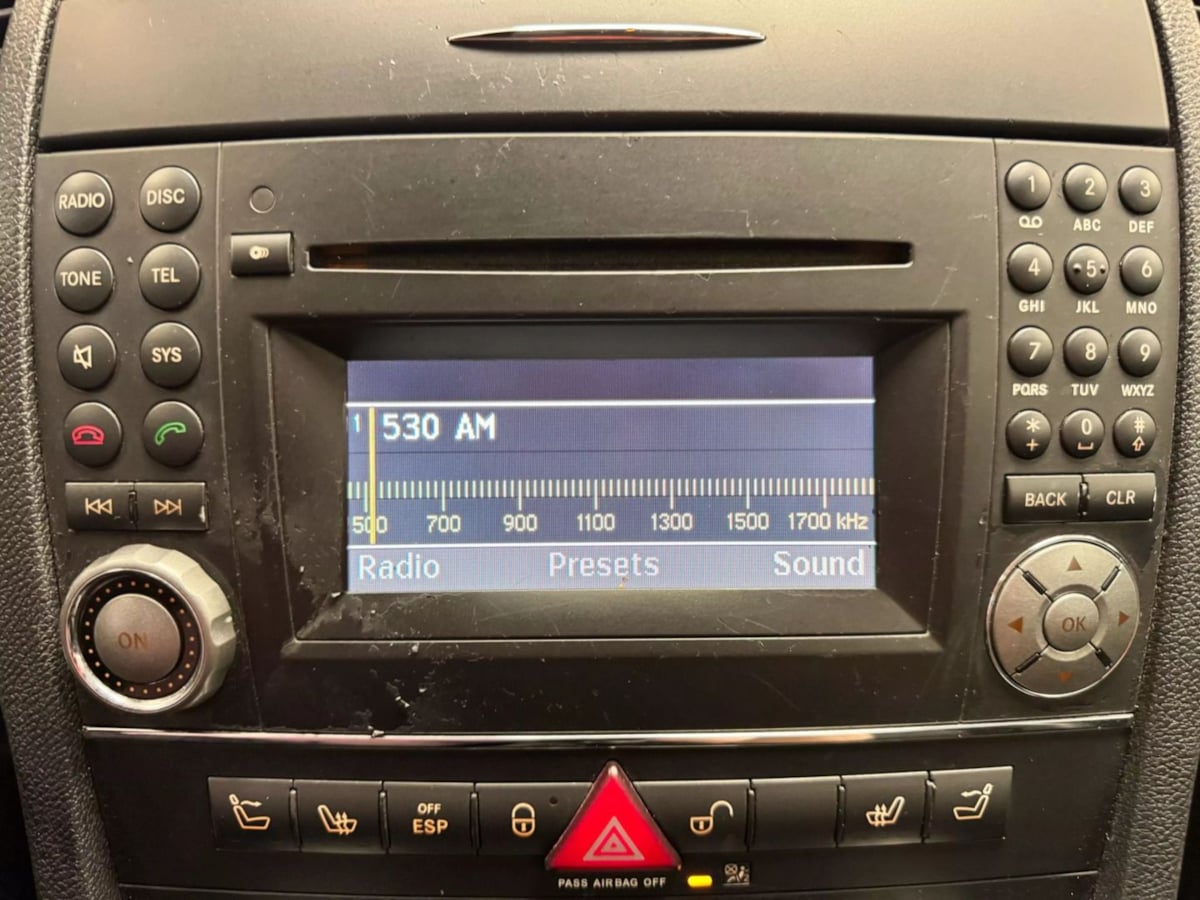 RADIO DISC
TONE TEL
SYS
ON
1 530 AM
500 700 900 1100 1300 1500 1700 kHz
Radio Presets Sound
1 2 3
ABC DEF
4 5 6
GHI JKL MNO
7 8 9
PQRS TUV WXYZ
* 0 #
+
BACK CLR
OK
OFF
ESP
PASS AIRBAG OFF